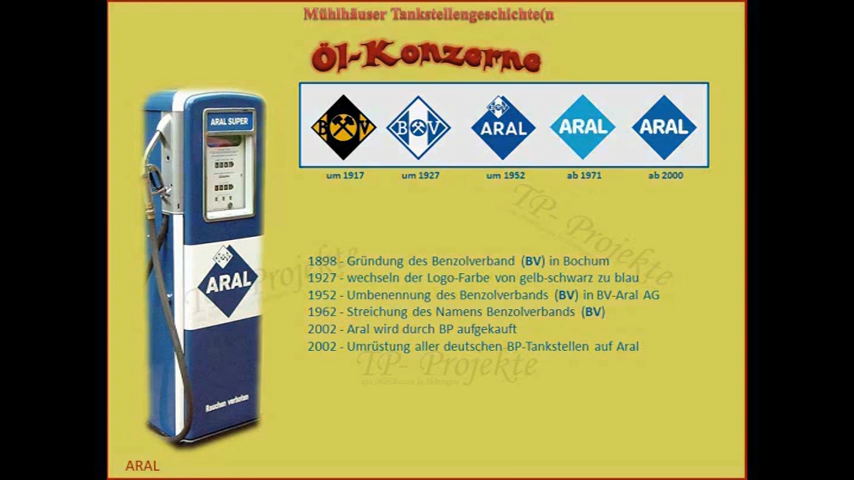 Mühlhäuser Tankstellengeschichte(n
Öl-Konzerne
B V
B V
B V
ARAL
ARAL
ARAL
um 1917
um 1927
um 1952
ab 1971
ab 2000
ARAL SUPER
ARAL
Rauchen verboten
TP- Projekte
1898 - Gründung des Benzolverband (BV) in Bochum
1927 - wechseln der Logo-Farbe von gelb-schwarz zu blau
1952 - Umbenennung des Benzolverbands (BV) in BV-Aral AG
1962 - Streichung des Namens Benzolverbands (BV)
2002 - Aral wird durch BP aufgekauft
2002 - Umrüstung aller deutschen BP-Tankstellen auf Aral
TP- Projekte
TP- Projekte
ARAL